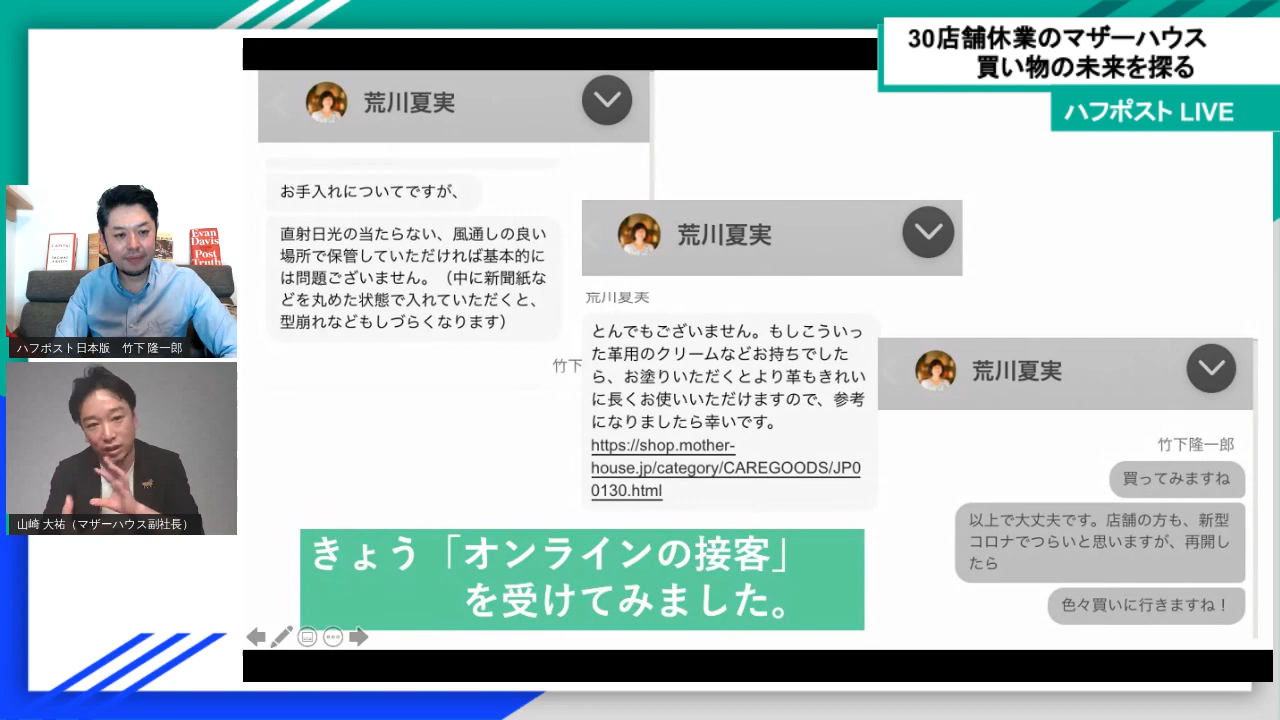 30店舗休業のマザーハウス
買い物の未来を探る
ハフポスト LIVE
荒川夏実
お手入れについてですが、
直射日光の当たらない、風通しの良い
場所で保管していただければ基本的に
は問題ございません。（中に新聞紙な
どを丸めた状態で入れていただくと、
型崩れなどもしづらくなります）
竹下
荒川夏実
荒川夏実
とんでもございません。もしこういっ
た革用のクリームなどお持ちでした
ら、お塗りいただくとより革もきれい
に長くお使いいただけますので、参考
になりましたら幸いです。
https://shop.mother-
house.jp/category/CAREGOODS/JP0
0130.html
荒川夏実
竹下隆一郎
買ってみますね
以上で大丈夫です。店舗の方も、新型
コロナでつらいと思いますが、再開し
たら
色々買いに行きますね！
きょう「オンラインの接客」
を受けてみました。
Evan
Davis
Post
Truth
CAPITAL
ハフポスト日本版 竹下 隆一郎
山崎 大祐（マザーハウス副社長）